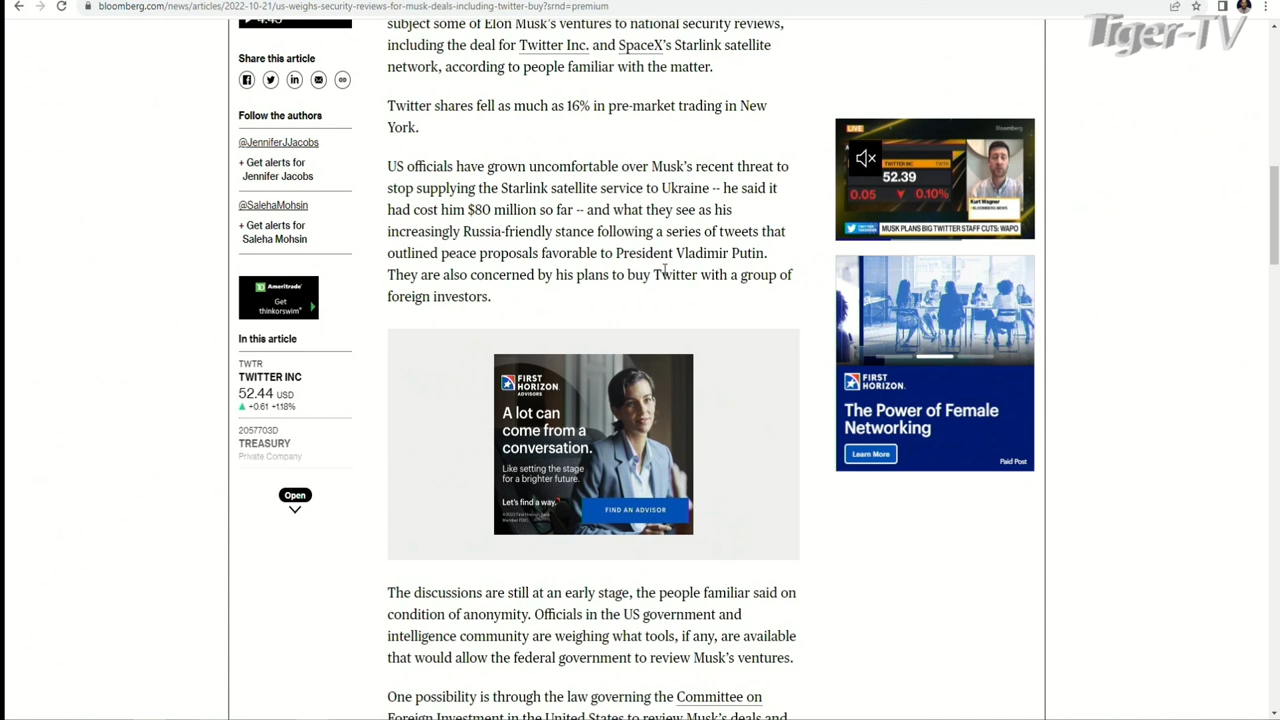 bloomberg.com/news/articles/2022-10-21/us-weighs-security-reviews-for-musk-deals-including-twitter-buy?srnd=premium
Tiger-TV
4:45
Share this article
Follow the authors
@JenniferJJacobs
+ Get alerts for
Jennifer Jacobs
@SalehaMohsin
+ Get alerts for
Saleha Mohsin
Ameritrade
Get
thinkorswim
In this article
TWTR
TWITTER INC
52.44 USD
+0.61 +1.18%
2057703D
TREASURY
Private Company
Open
subject some of Elon Musk's ventures to national security reviews,
including the deal for Twitter Inc. and SpaceX's Starlink satellite
network, according to people familiar with the matter.
Twitter shares fell as much as 16% in pre-market trading in New
York.
US officials have grown uncomfortable over Musk's recent threat to
stop supplying the Starlink satellite service to Ukraine -- he said it
had cost him $80 million so far -- and what they see as his
increasingly Russia-friendly stance following a series of tweets that
outlined peace proposals favorable to President Vladimir Putin.
They are also concerned by his plans to buy Twitter with a group of
foreign investors.
FIRST
HORIZON
ADVISORS
A lot can
come from a
conversation.
Like setting the stage
for a brighter future.
Let's find a way.
FIND AN ADVISOR
The discussions are still at an early stage, the people familiar said on
condition of anonymity. Officials in the US government and
intelligence community are weighing what tools, if any, are available
that would allow the federal government to review Musk's ventures.
One possibility is through the law governing the Committee on
Foreign Investment in the United States to review Musk's deals and
LIVE
Bloomberg
TWITTER INC TWTR
52.39
0.05 0.10%
Kurt Wagner
BLOOMBERG NEWS
MUSK PLANS BIG TWITTER STAFF CUTS: WAPO
FIRST
HORIZON.
The Power of Female
Networking
Learn More
Paid Post